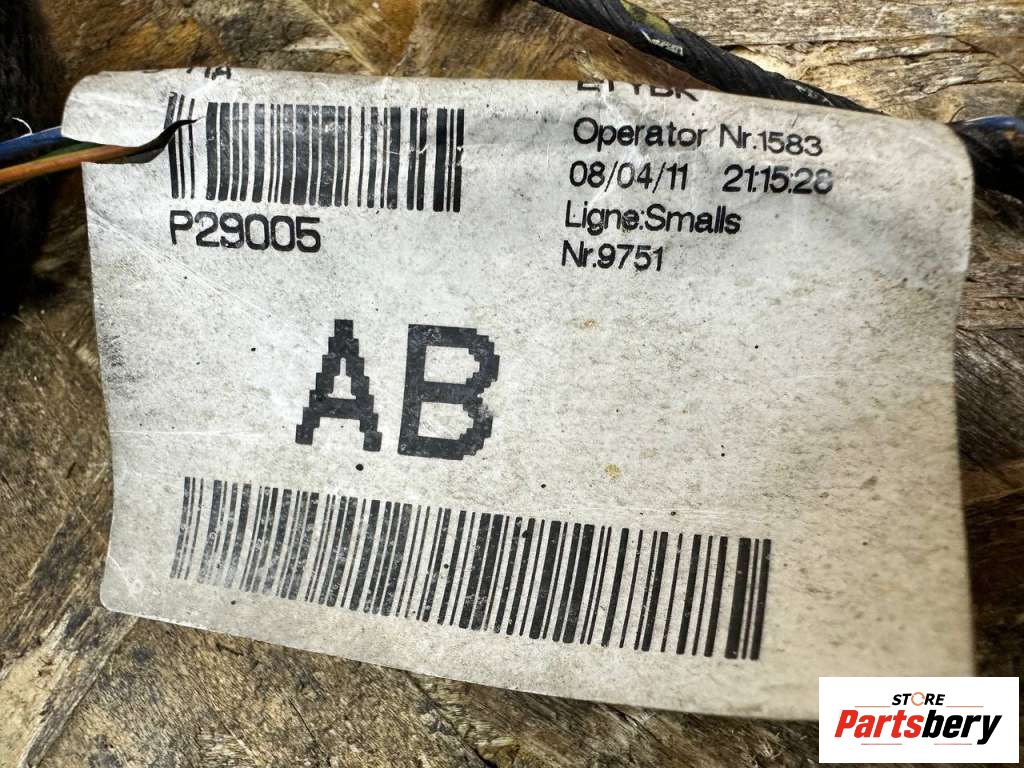 Operator Nr.1583
08/04/11 21:15:28
Ligne:Smalls
Nr.9751
P29005
AB
STORE
Partsbery